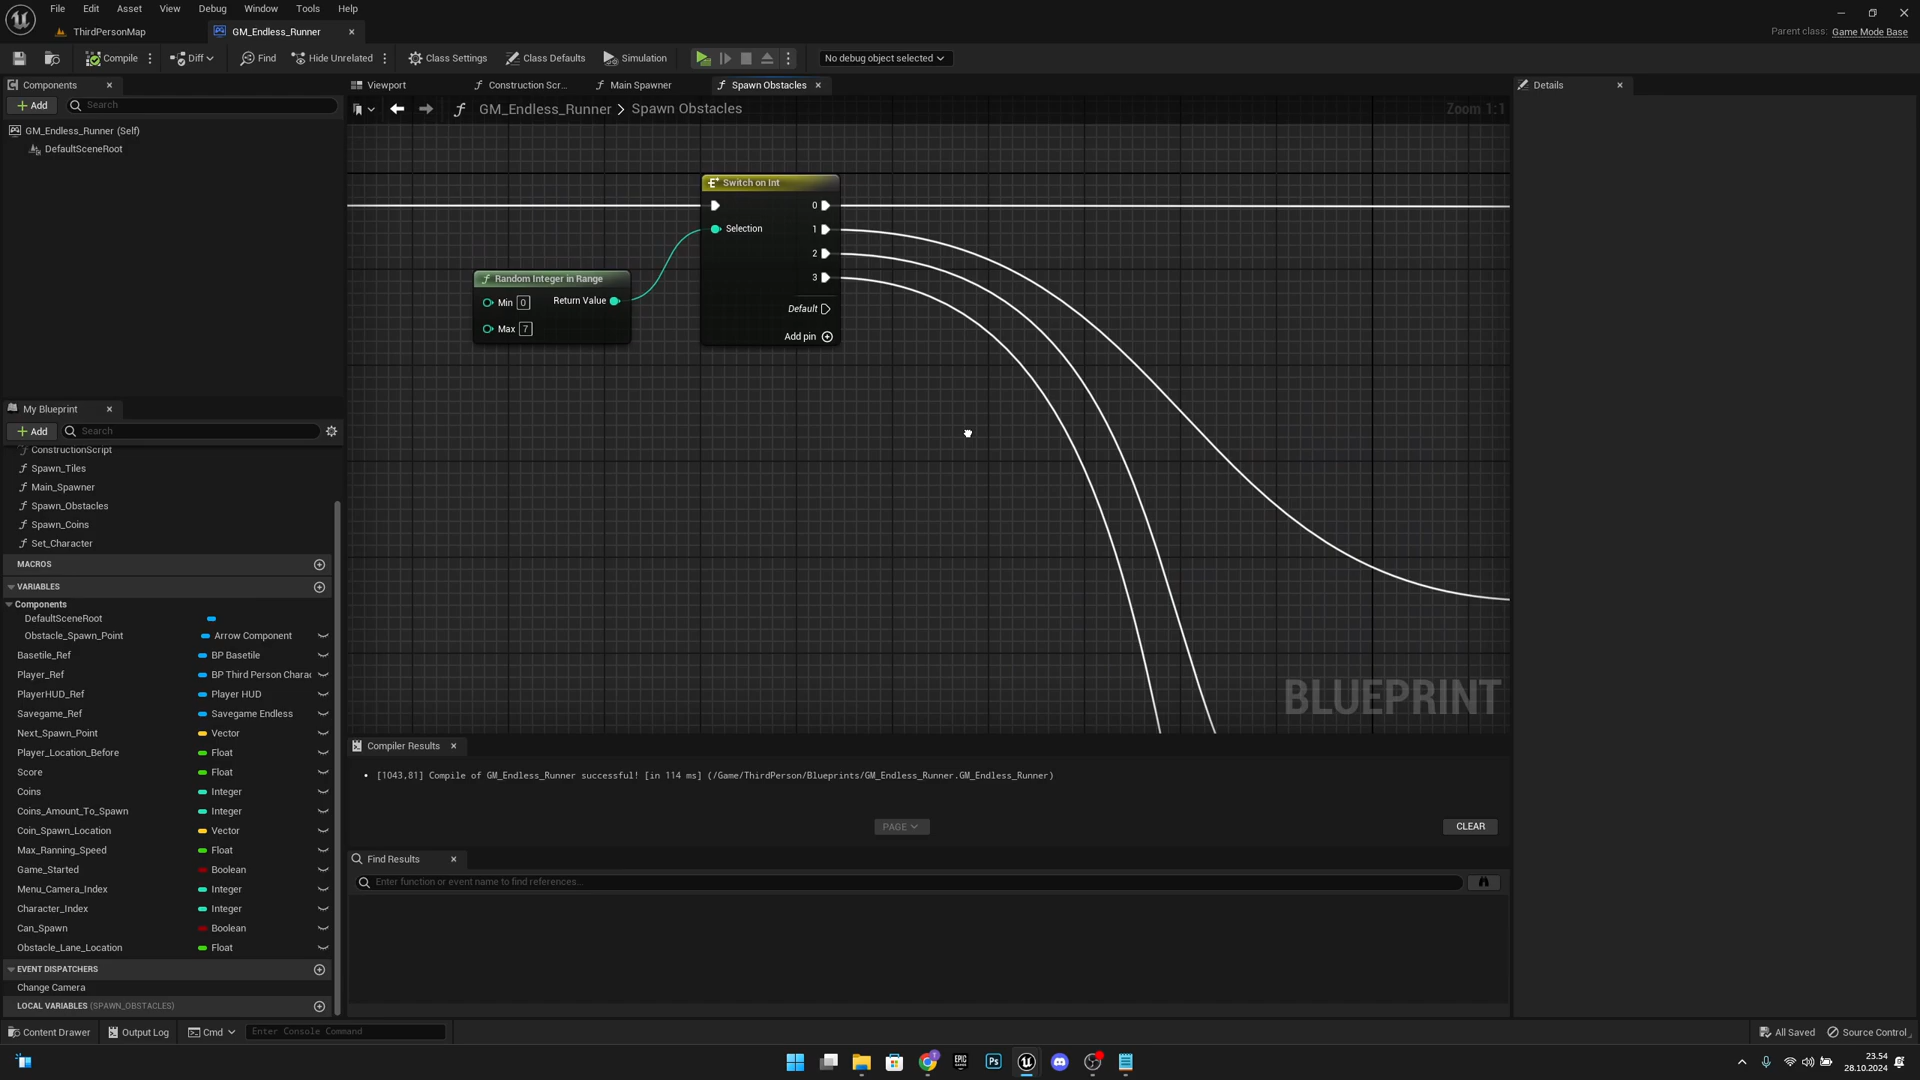 File Edit Asset View Debug Window Tools Help
ThirdPersonMap
GM_Endless_Runner
Parent class: Game Mode Base
Compile
Diff
Find
Hide Unrelated
Class Settings
Class Defaults
Simulation
No debug object selected
Components
Viewport
Construction Scr...
Main Spawner
Spawn Obstacles
Details
Add
Search
GM_Endless_Runner > Spawn Obstacles
Zoom 1:1
GM_Endless_Runner (Self)
DefaultSceneRoot
Switch on Int
0
1
Selection
2
3
Default
Add pin
Random Integer in Range
Min 0
Return Value
Max 7
BLUEPRINT
My Blueprint
Add
Search
ConstructionScript
Spawn_Tiles
Main_Spawner
Spawn_Obstacles
Spawn_Coins
Set_Character
MACROS
VARIABLES
Components
DefaultSceneRoot
Obstacle_Spawn_Point Arrow Component
Basetile_Ref BP Basetile
Player_Ref BP Third Person Charac
PlayerHUD_Ref Player HUD
Savegame_Ref Savegame Endless
Next_Spawn_Point Vector
Player_Location_Before Float
Score Float
Coins Integer
Coins_Amount_To_Spawn Integer
Coin_Spawn_Location Vector
Max_Ranning_Speed Float
Game_Started Boolean
Menu_Camera_Index Integer
Character_Index Integer
Can_Spawn Boolean
Obstacle_Lane_Location Float
EVENT DISPATCHERS
Change Camera
LOCAL VARIABLES (SPAWN_OBSTACLES)
Compiler Results
[1043,81] Compile of GM_Endless_Runner successful! [in 114 ms] (/Game/ThirdPerson/Blueprints/GM_Endless_Runner.GM_Endless_Runner)
PAGE
CLEAR
Find Results
Enter function or event name to find references...
Content Drawer
Output Log
Cmd
Enter Console Command
All Saved
Source Control
EPIC GAMES
Ps
23.54
28.10.2024